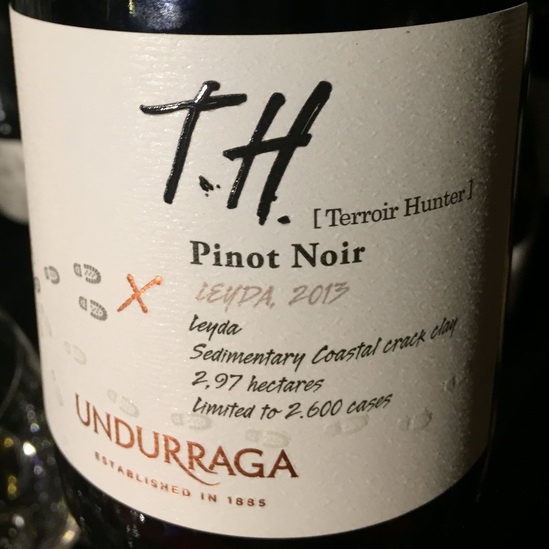 T.H.
[Terroir Hunter]
Pinot Noir
LEYDA, 2013
Leyda
Sedimentary Coastal crack clay
2,97 hectares
Limited to 2.600 cases
UNDURRAGA
ESTABLISHED IN 1885